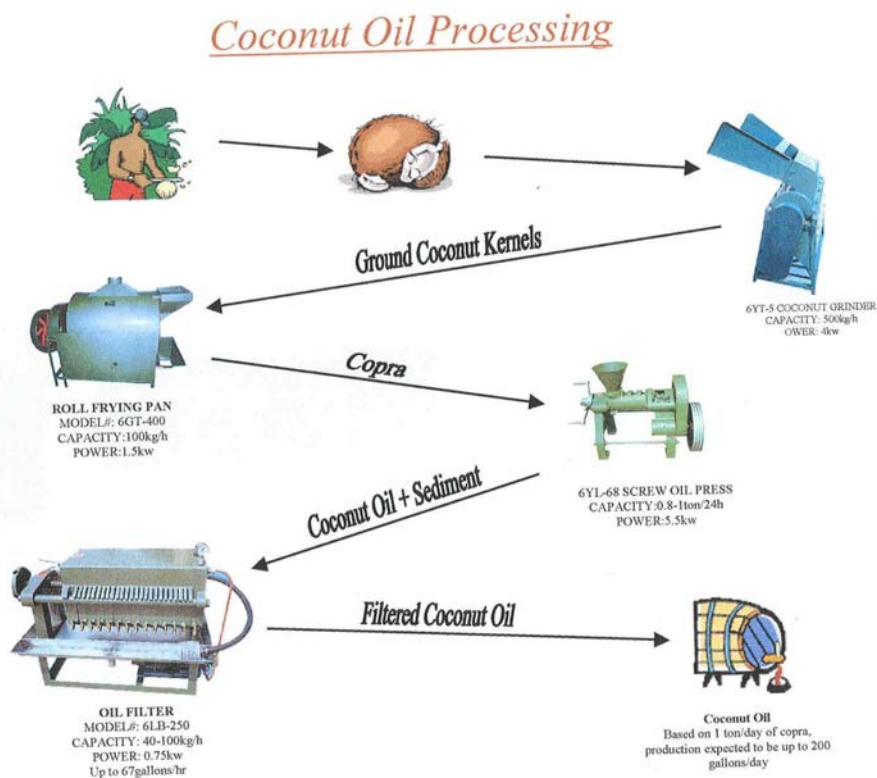 Coconut Oil Processing
Ground Coconut Kernels
6YT-5 COCONUT GRINDER
CAPACITY: 500kg/h
OWER: 4kw
Copra
ROLL FRYING PAN
MODEL#: 6GT-400
CAPACITY:100kg/h
POWER:1.5kw
6YL-68 SCREW OIL PRESS
CAPACITY:0.8-1ton/24h
POWER:5.5kw
Coconut Oil + Sediment
Filtered Coconut Oil
OIL FILTER
MODEL#: 6LB-250
CAPACITY: 40-100kg/h
POWER: 0.75kw
Up to 67gallons/hr
Coconut Oil
Based on 1 ton/day of copra,
production expected to be up to 200
gallons/day